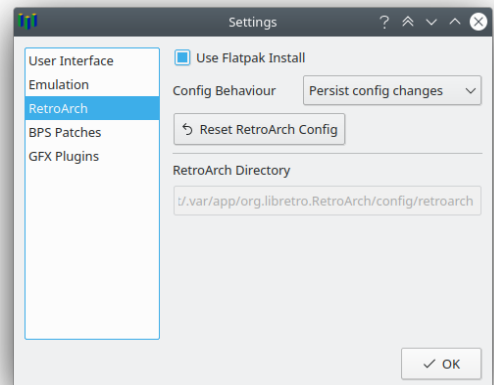 Settings
User Interface
Emulation
RetroArch
BPS Patches
GFX Plugins
Use Flatpak Install
Config Behaviour
Persist config changes
Reset RetroArch Config
RetroArch Directory
:/.var/app/org.libretro.RetroArch/config/retroarch
OK